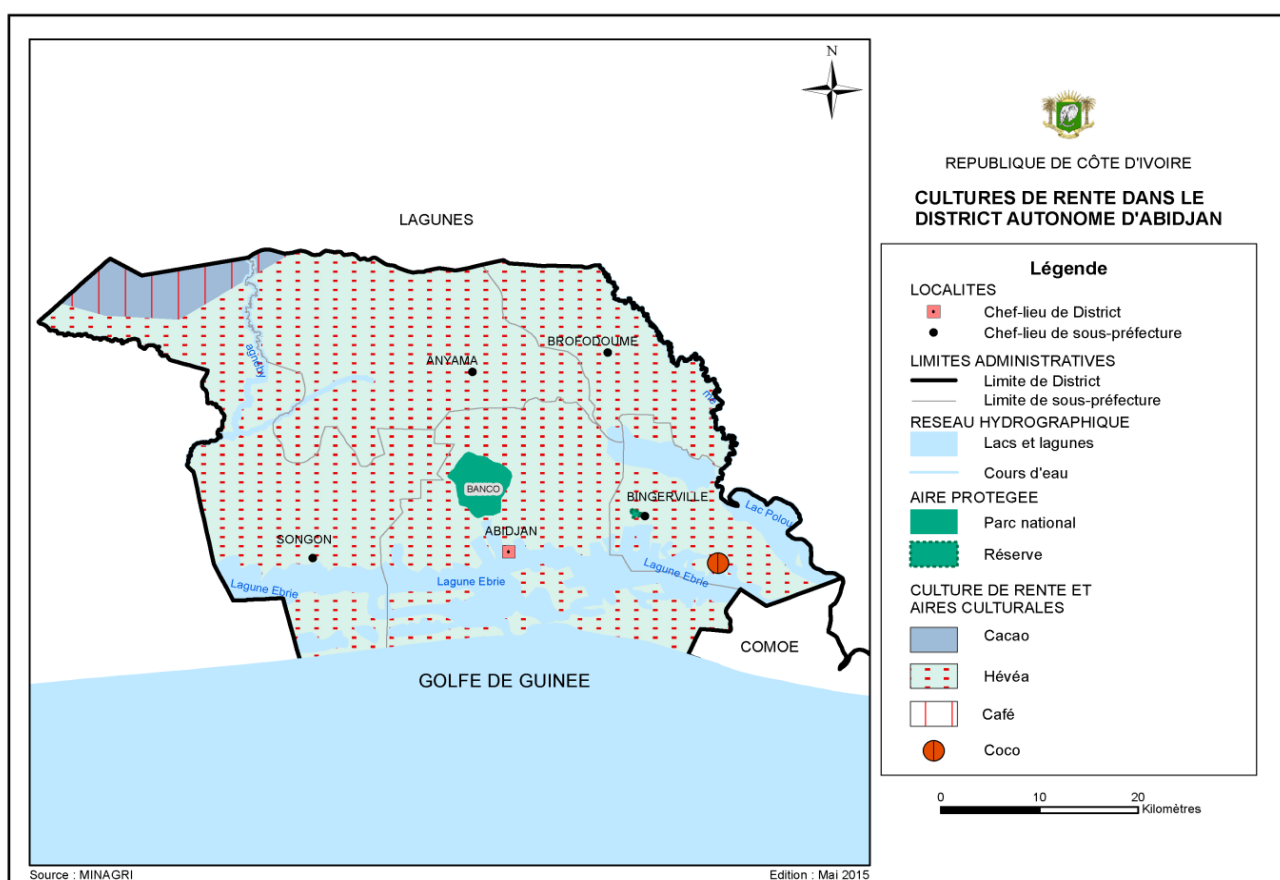 N
LAGUNES
BROFODOUME
ANYAMA
agnéby
mé
BANCO
BINGERVILLE
Lac Potou
ABIDJAN
SONGON
Lagune Ebrie
Lagune Ebrie
Lagune Ebrie
COMOE
GOLFE DE GUINEE
Source : MINAGRI
Edition : Mai 2015
REPUBLIQUE DE CÔTE D'IVOIRE
CULTURES DE RENTE DANS LE
DISTRICT AUTONOME D'ABIDJAN
Légende
LOCALITES
Chef-lieu de District
Chef-lieu de sous-préfecture
LIMITES ADMINISTRATIVES
Limite de District
Limite de sous-préfecture
RESEAU HYDROGRAPHIQUE
Lacs et lagunes
Cours d'eau
AIRE PROTEGEE
Parc national
Réserve
CULTURE DE RENTE ET
AIRES CULTURALES
Cacao
Hévéa
Café
Coco
0 10 20
Kilomètres